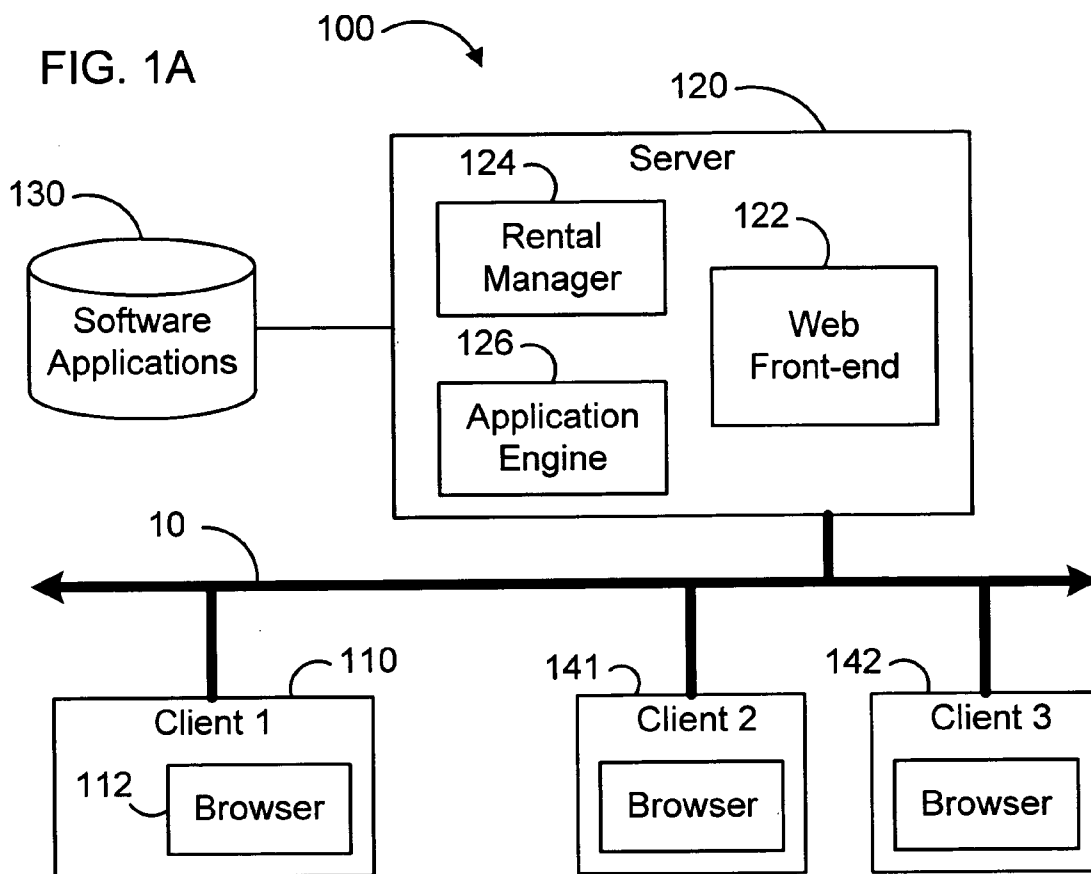 100
FIG. 1A
120
Server
124
130
122
Rental
Manager
Software
Applications
Web
Front-end
126
Application
Engine
10
110
141
142
Client 1
Client 2
Client 3
112
Browser
Browser
Browser